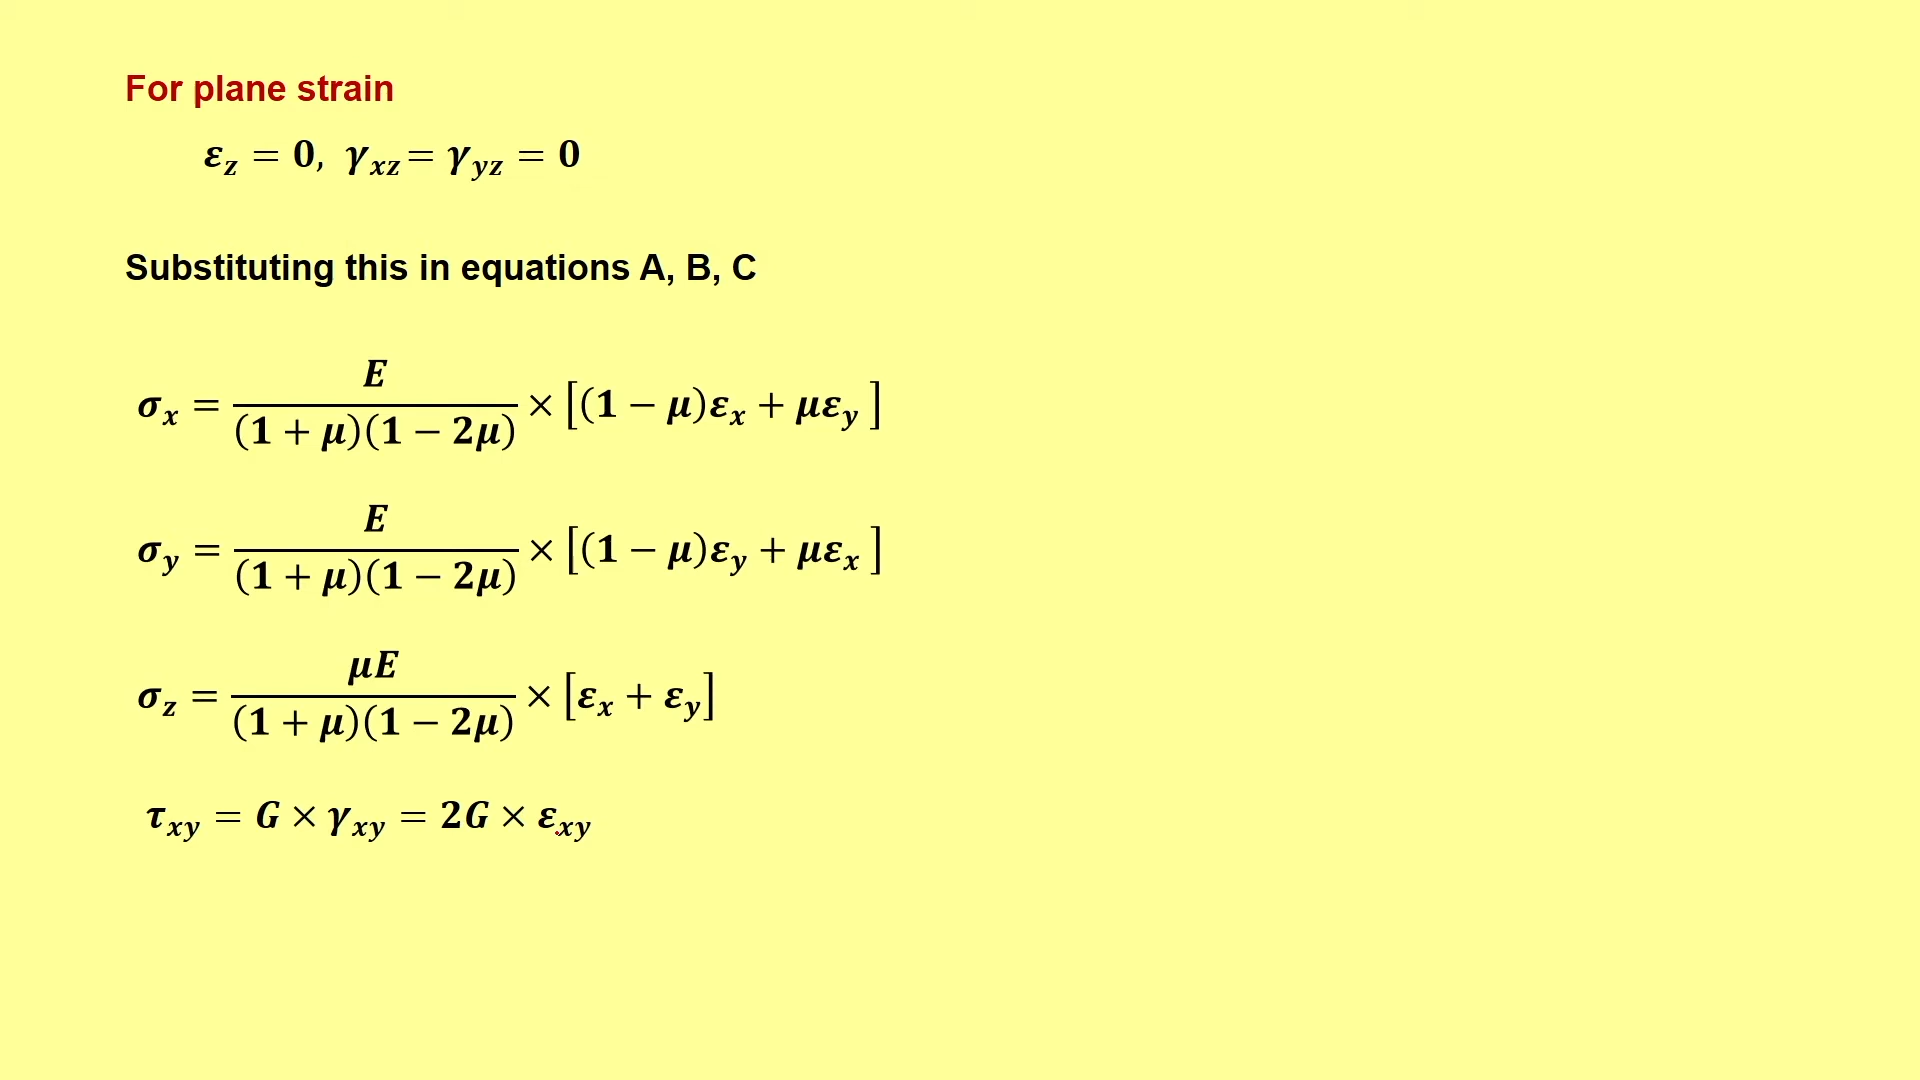 For plane strain
εz = 0, γxz = γyz = 0
Substituting this in equations A, B, C
σx = E / (1 + μ)(1 − 2μ) × [(1 − μ)εx + μεy ]
σy = E / (1 + μ)(1 − 2μ) × [(1 − μ)εy + μεx ]
σz = μE / (1 + μ)(1 − 2μ) × [εx + εy]
τxy = G × γxy = 2G × εxy